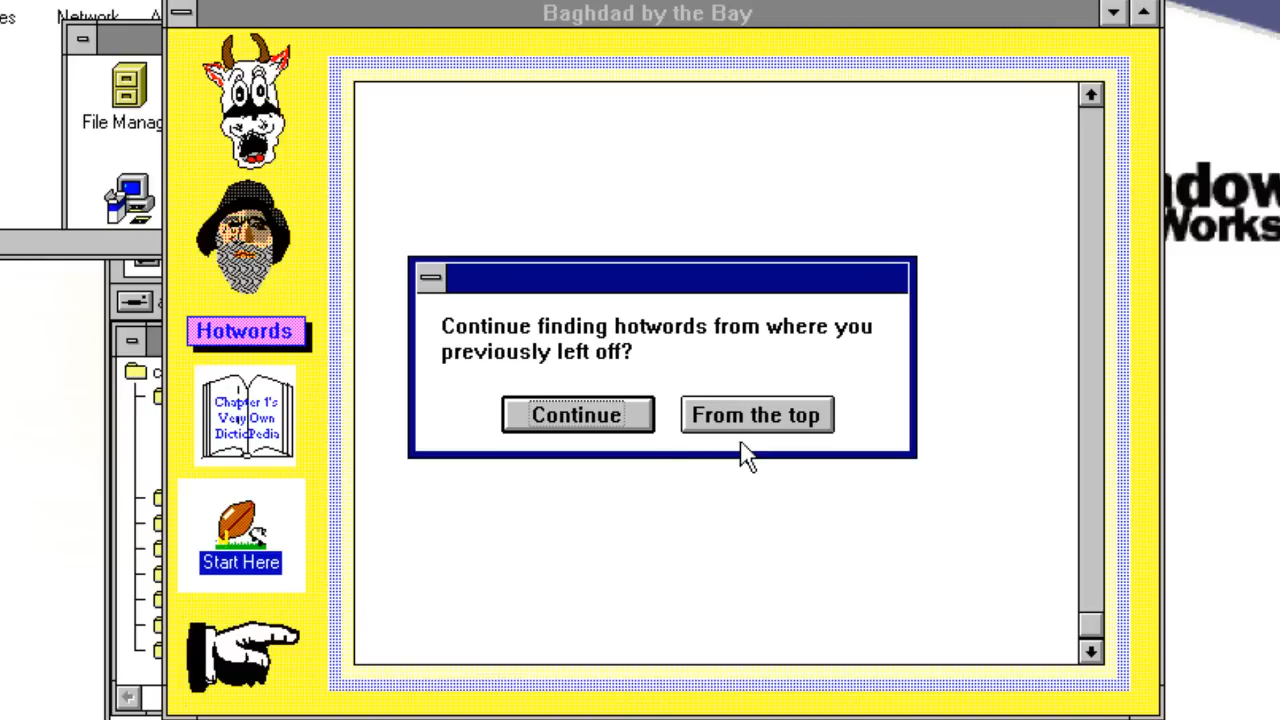 Network
Baghdad by the Bay
File Manag
Hotwords
Chapter 1's
Very Own
DicticPedia
Start Here
Continue finding hotwords from where you
previously left off?
Continue
From the top
ndow
Works